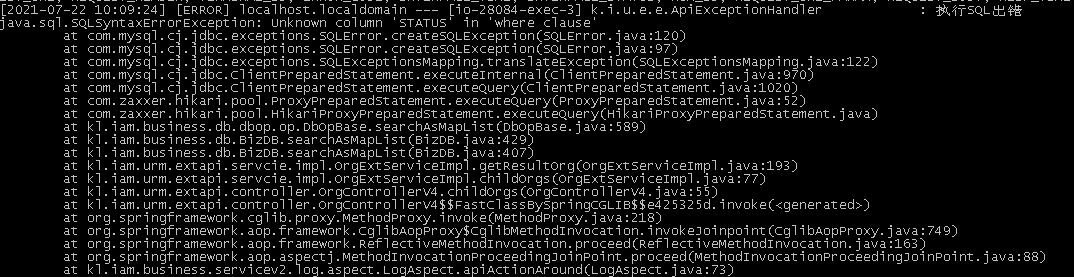 [2021-07-22 10:09:24] [ERROR] localhost.localdomain --- [io-28084-exec-3] k.i.u.e.e.ApiExceptionHandler : 执行SQL出错
java.sql.SQLSyntaxErrorException: Unknown column 'STATUS' in 'where clause'
at com.mysql.cj.jdbc.exceptions.SQLError.createSQLException(SQLError.java:120)
at com.mysql.cj.jdbc.exceptions.SQLError.createSQLException(SQLError.java:97)
at com.mysql.cj.jdbc.exceptions.SQLExceptionsMapping.translateException(SQLExceptionsMapping.java:122)
at com.mysql.cj.jdbc.ClientPreparedStatement.executeInternal(ClientPreparedStatement.java:970)
at com.mysql.cj.jdbc.ClientPreparedStatement.executeQuery(ClientPreparedStatement.java:1020)
at com.zaxxer.hikari.pool.ProxyPreparedStatement.executeQuery(ProxyPreparedStatement.java:52)
at com.zaxxer.hikari.pool.HikariProxyPreparedStatement.executeQuery(HikariProxyPreparedStatement.java)
at kl.iam.business.db.dbop.op.DbOpBase.searchAsMapList(DbOpBase.java:589)
at kl.iam.business.db.BizDB.searchAsMapList(BizDB.java:429)
at kl.iam.business.db.BizDB.searchAsMapList(BizDB.java:407)
at kl.iam.urm.extapi.servcie.impl.OrgExtServiceImpl.getResultOrg(OrgExtServiceImpl.java:193)
at kl.iam.urm.extapi.servcie.impl.OrgExtServiceImpl.childOrgs(OrgExtServiceImpl.java:77)
at kl.iam.urm.extapi.controller.OrgControllerV4.childOrgs(OrgControllerV4.java:55)
at kl.iam.urm.extapi.controller.OrgControllerV4$$FastClassBySpringCGLIB$$e425325d.invoke(<generated>)
at org.springframework.cglib.proxy.MethodProxy.invoke(MethodProxy.java:218)
at org.springframework.aop.framework.CglibAopProxy$CglibMethodInvocation.invokeJoinpoint(CglibAopProxy.java:749)
at org.springframework.aop.framework.ReflectiveMethodInvocation.proceed(ReflectiveMethodInvocation.java:163)
at org.springframework.aop.aspectj.MethodInvocationProceedingJoinPoint.proceed(MethodInvocationProceedingJoinPoint.java:88)
at kl.iam.business.servicev2.log.aspect.LogAspect.apiActionAround(LogAspect.java:73)